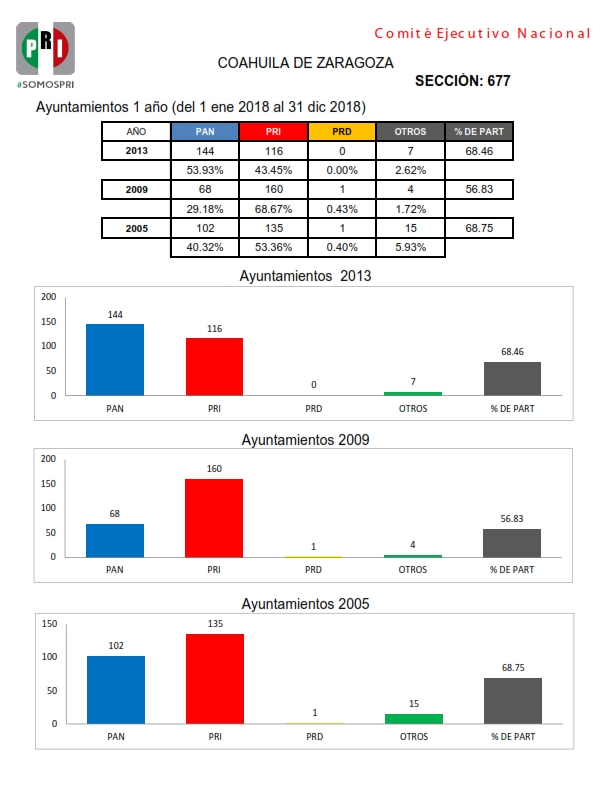 Comité Ejecutivo Nacional
PRI
#SOMOSPRI
COAHUILA DE ZARAGOZA
SECCIÓN: 677
Ayuntamientos 1 año (del 1 ene 2018 al 31 dic 2018)
AÑO PAN PRI PRD OTROS % DE PART
2013 144 116 0 7 68.46
53.93% 43.45% 0.00% 2.62%
2009 68 160 1 4 56.83
29.18% 68.67% 0.43% 1.72%
2005 102 135 1 15 68.75
40.32% 53.36% 0.40% 5.93%
Ayuntamientos 2013
200
150
100
50
0
144
116
0
7
68.46
PAN PRI PRD OTROS % DE PART
Ayuntamientos 2009
200
150
100
50
0
68
160
1
4
56.83
PAN PRI PRD OTROS % DE PART
Ayuntamientos 2005
150
100
50
0
102
135
1
15
68.75
PAN PRI PRD OTROS % DE PART